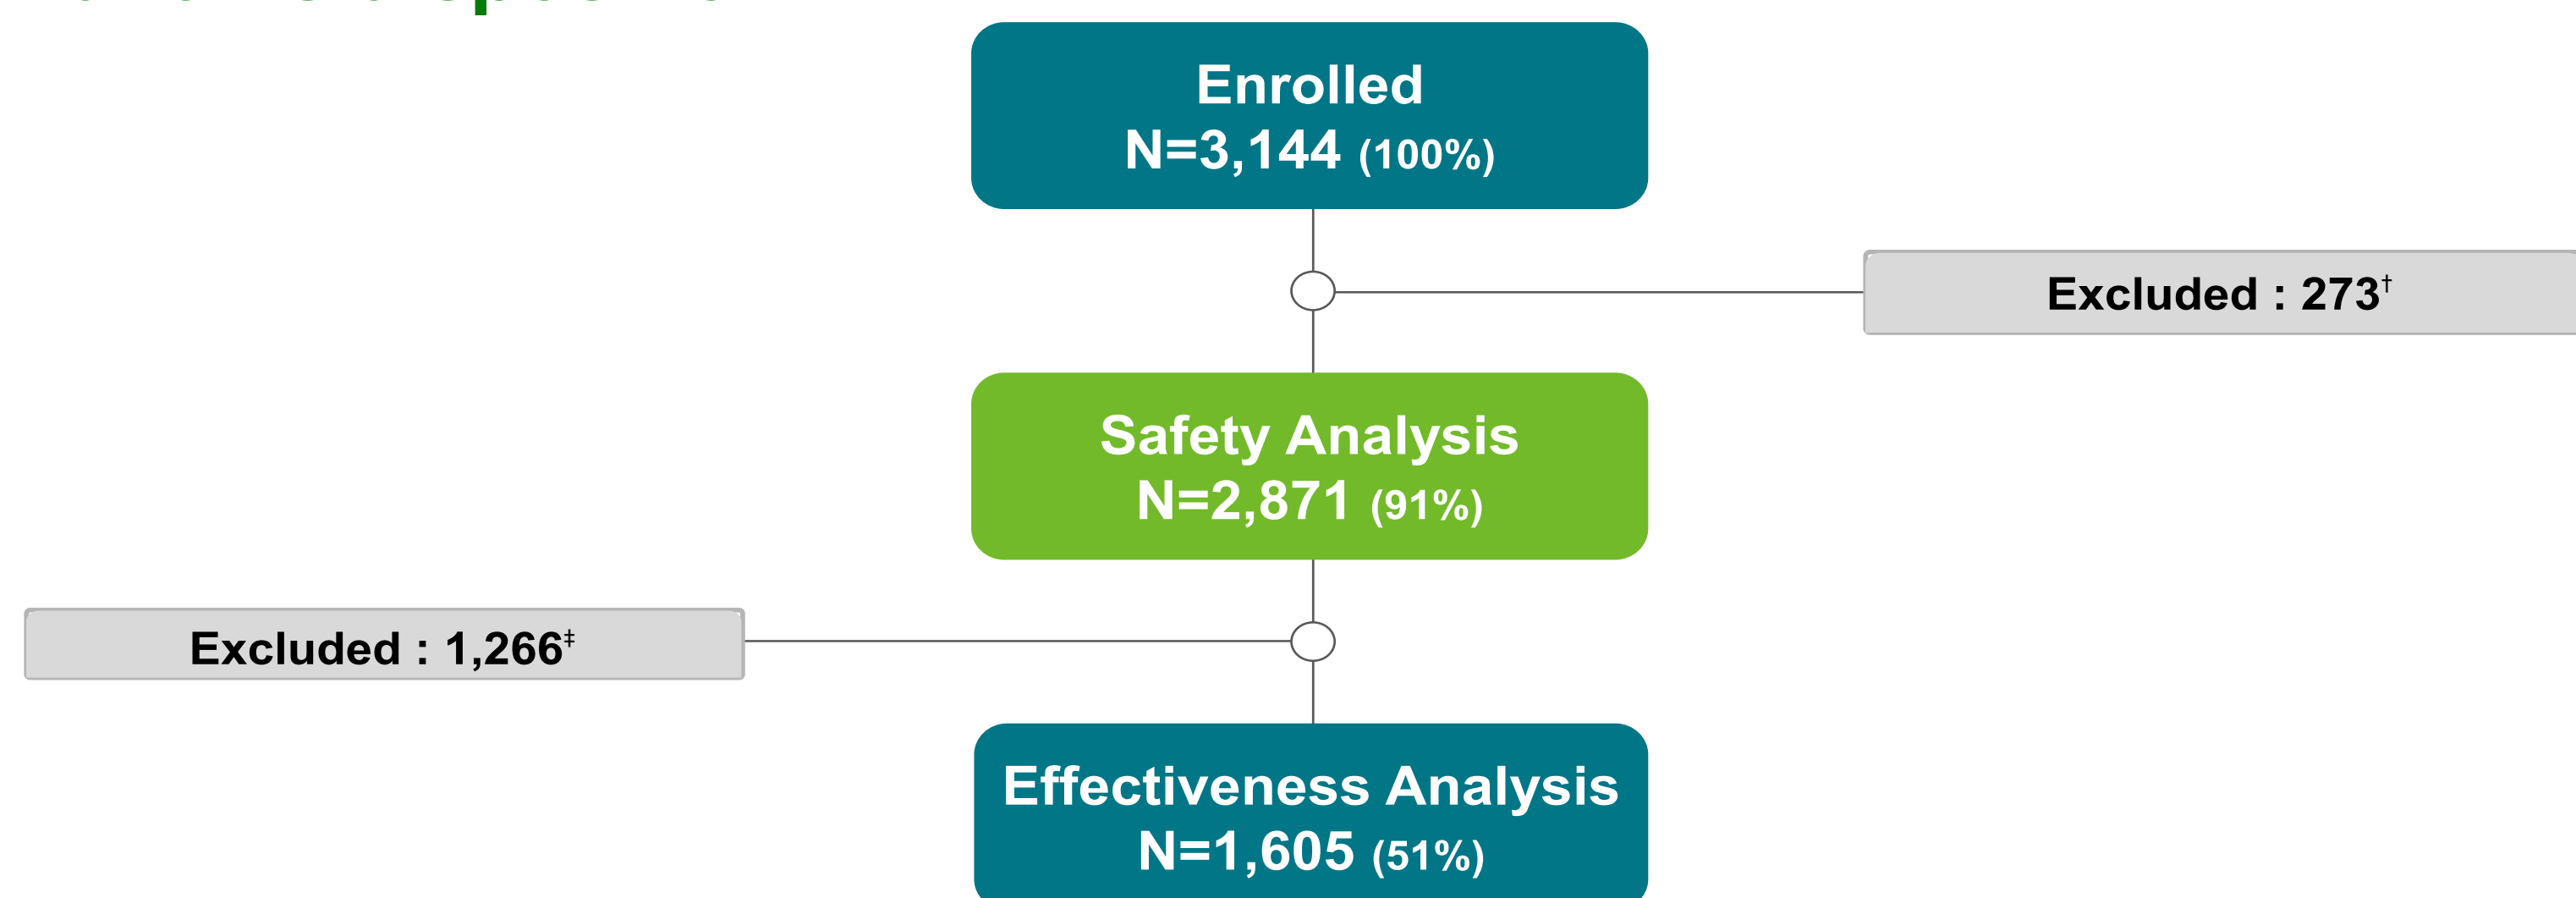 Enrolled
N=3,144 (100%)
Excluded : 273†
Safety Analysis
N=2,871 (91%)
Excluded : 1,266‡
Effectiveness Analysis
N=1,605 (51%)